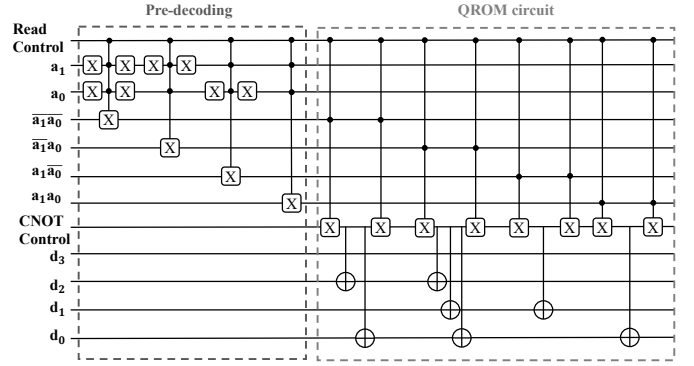 Pre-decoding QROM circuit
Read
Control
a₁ X X X X
a₀ X X X X
a̅₁a̅₀ X
a̅₁a₀ X
a₁a̅₀ X
a₁a₀ X
CNOT
Control X X X X X X X X
d₃
d₂
d₁
d₀